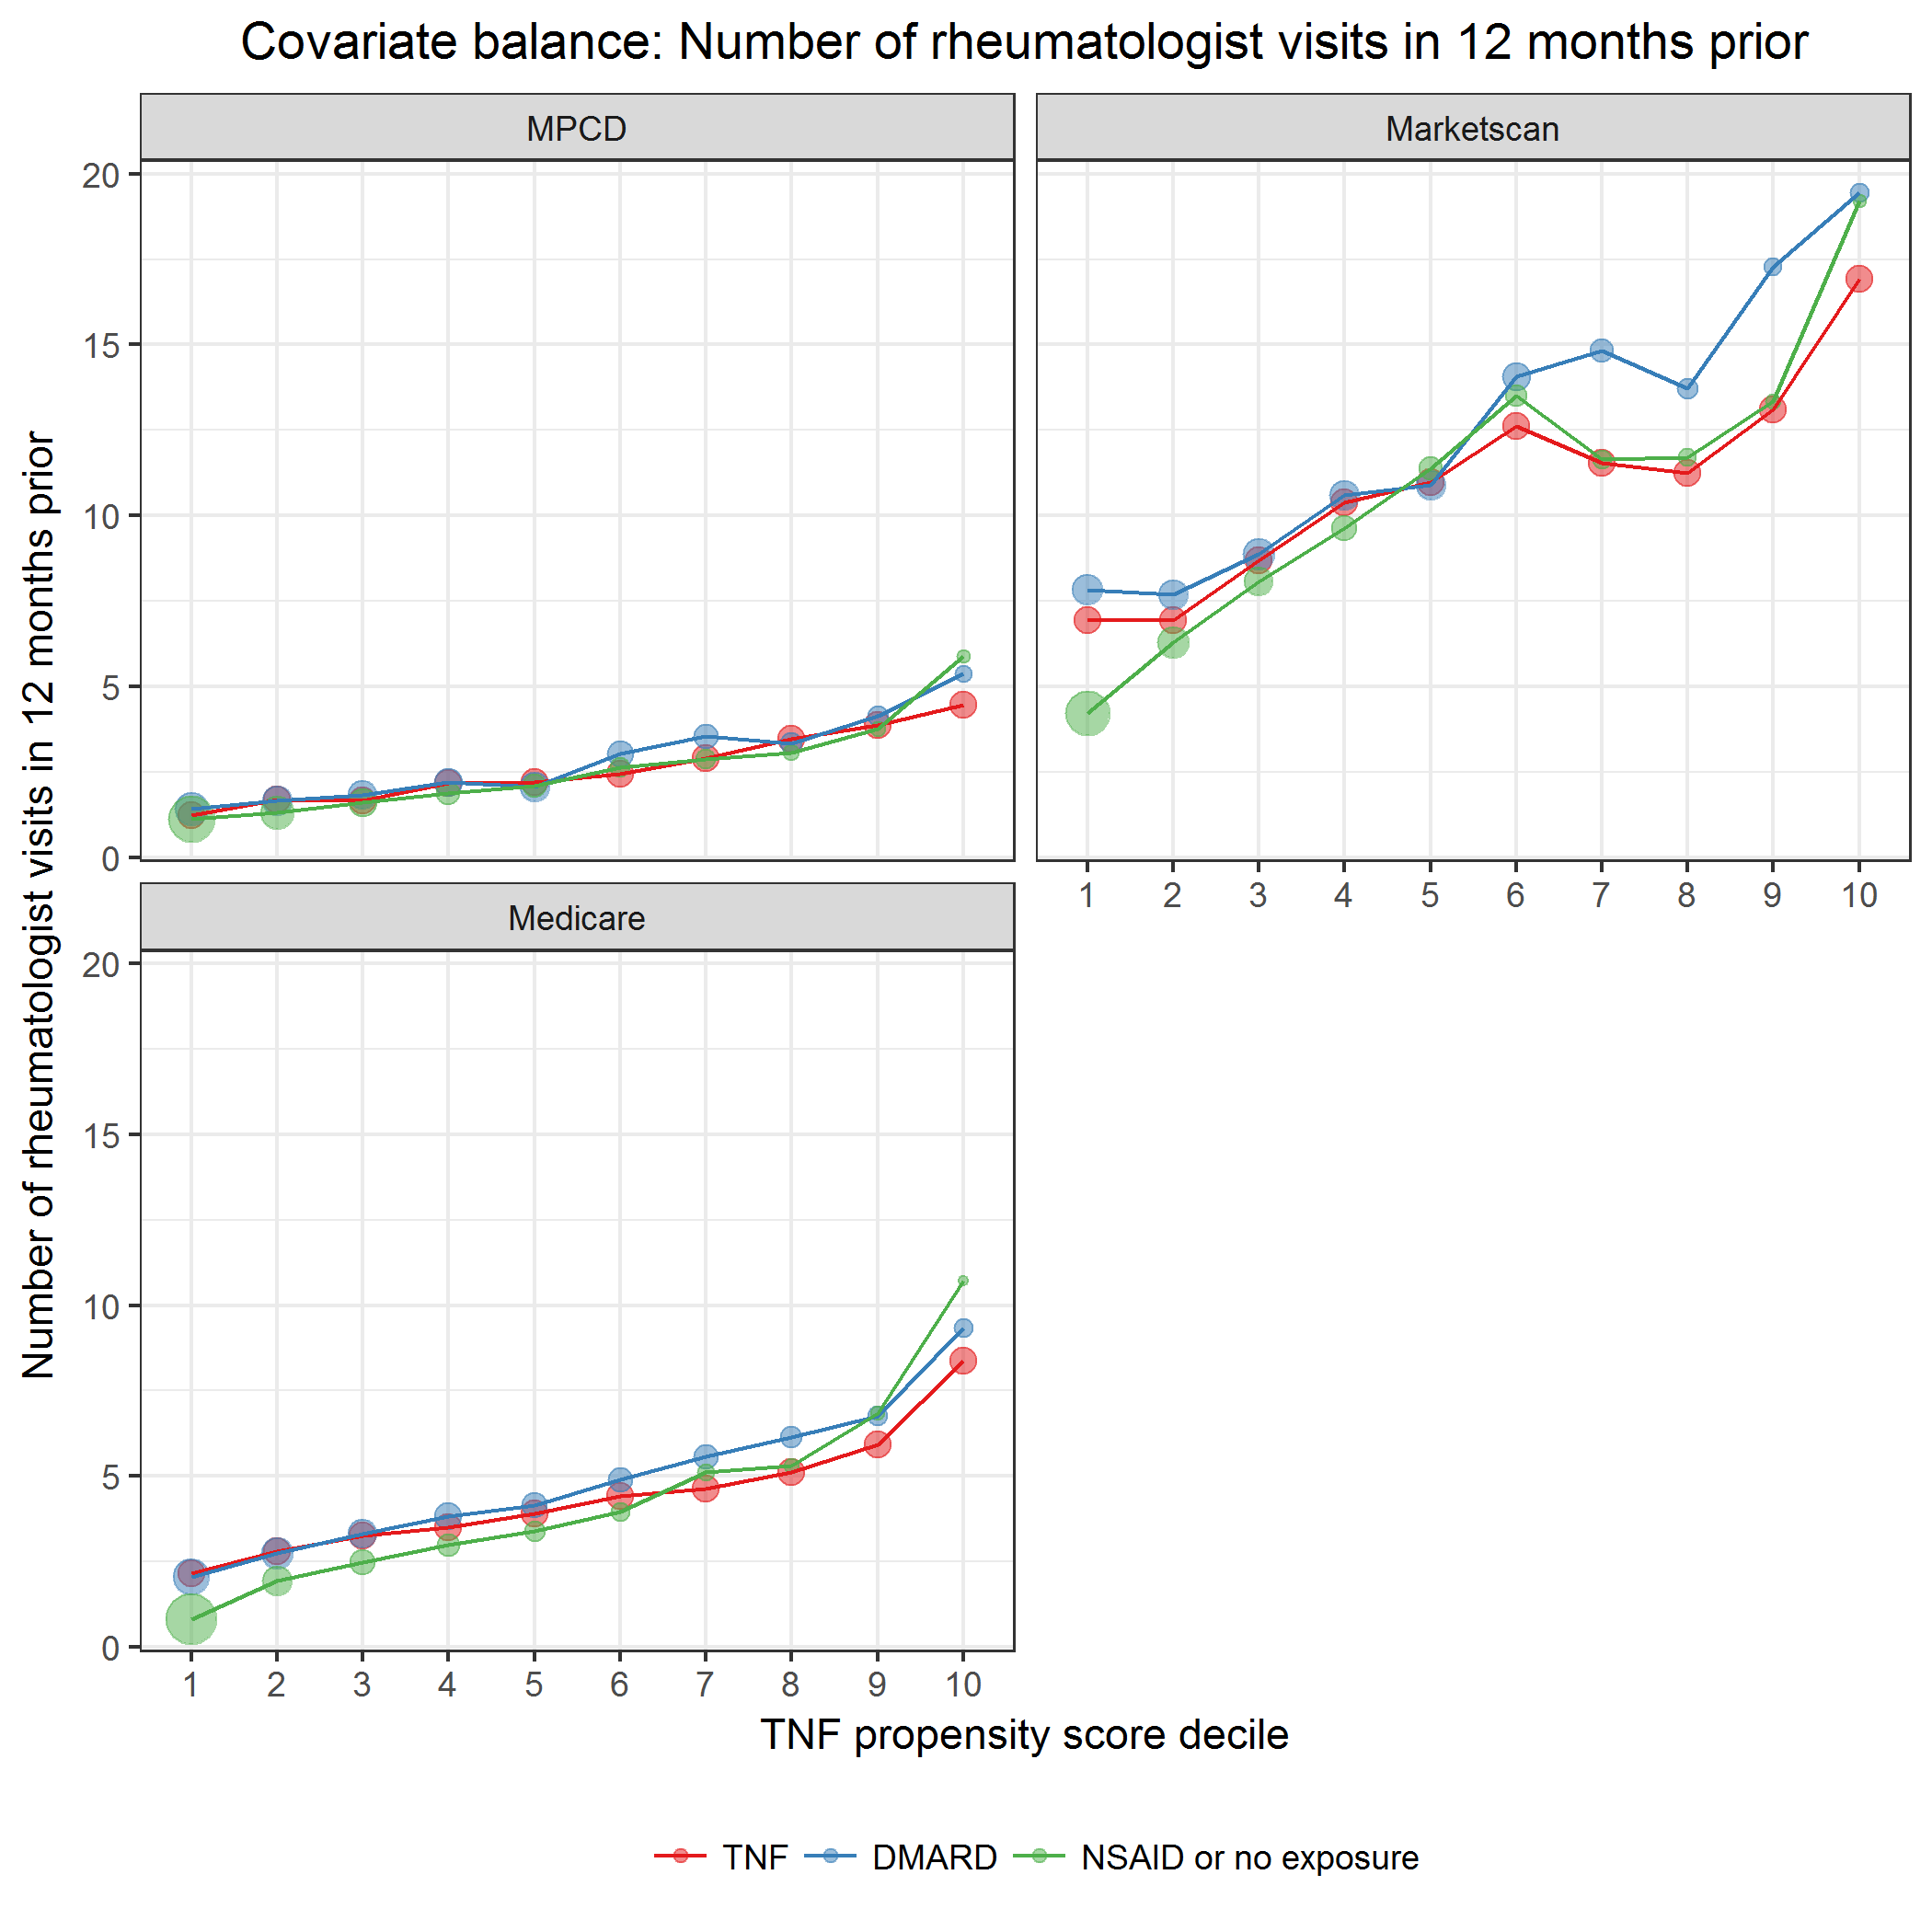 Covariate balance: Number of rheumatologist visits in 12 months prior
MPCD
Marketscan
20
15
10
5
0
1 2 3 4 5 6 7 8 9 10
Medicare
20
15
10
5
0
1 2 3 4 5 6 7 8 9 10
Number of rheumatologist visits in 12 months prior
TNF propensity score decile
TNF DMARD NSAID or no exposure